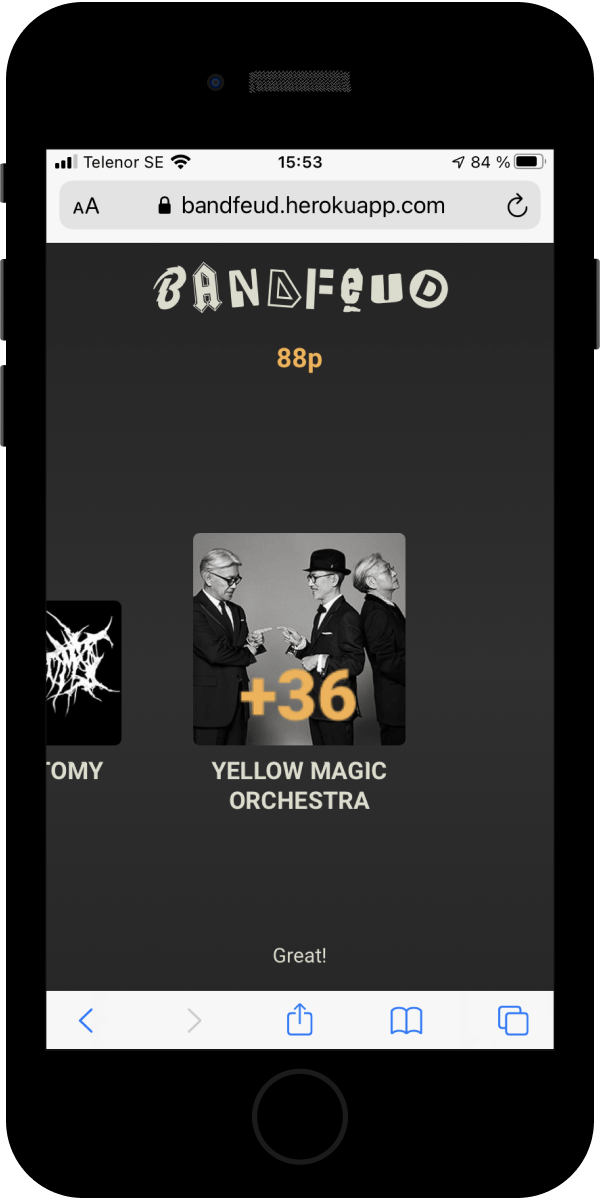 Telenor SE 15:53 84 %
AA bandfeud.herokuapp.com
BANDFeUD
88p
+36
TOMY
YELLOW MAGIC
ORCHESTRA
Great!